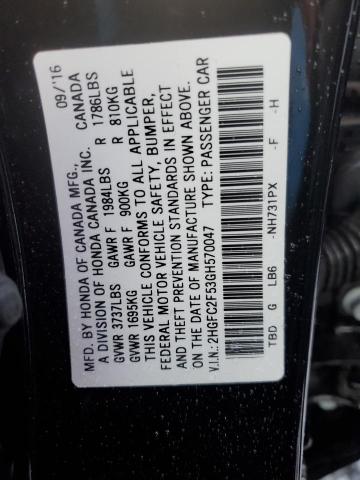 MFD. BY HONDA OF CANADA MFG., CANADA 09/'16
A DIVISION OF HONDA CANADA INC.
GVWR 3737LBS GAWR F 1984LBS R 1786LBS
GVWR 1695KG GAWR F 900KG R 810KG
THIS VEHICLE CONFORMS TO ALL APPLICABLE
FEDERAL MOTOR VEHICLE SAFETY, BUMPER,
AND THEFT PREVENTION STANDARDS IN EFFECT
ON THE DATE OF MANUFACTURE SHOWN ABOVE.
V.I.N.: 2HGFC2F53GH570047 TYPE: PASSENGER CAR
TBD G LB6 -NH731PX -F -H